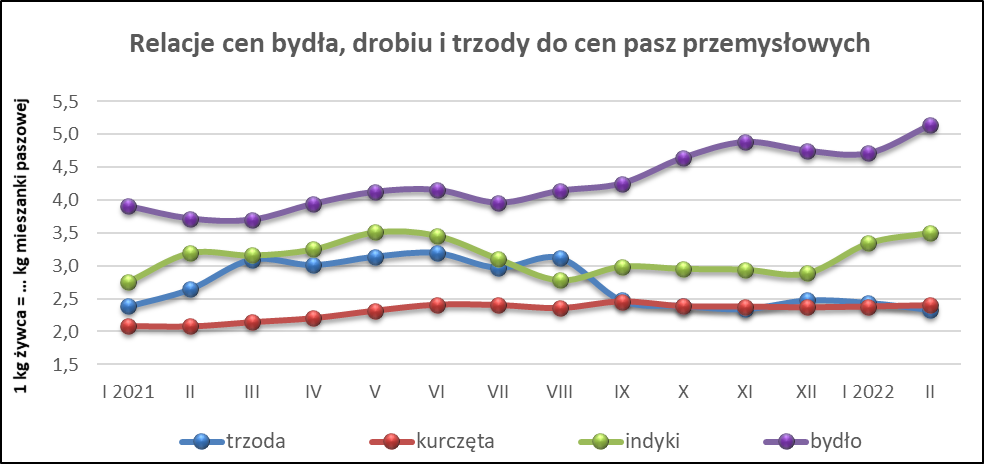 Relacje cen bydła, drobiu i trzody do cen pasz przemysłowych
1 kg żywca = ... kg mieszanki paszowej
5,5
5,0
4,5
4,0
3,5
3,0
2,5
2,0
1,5
I 2021 II III IV V VI VII VIII IX X XI XII I 2022 II
trzoda kurczęta indyki bydło